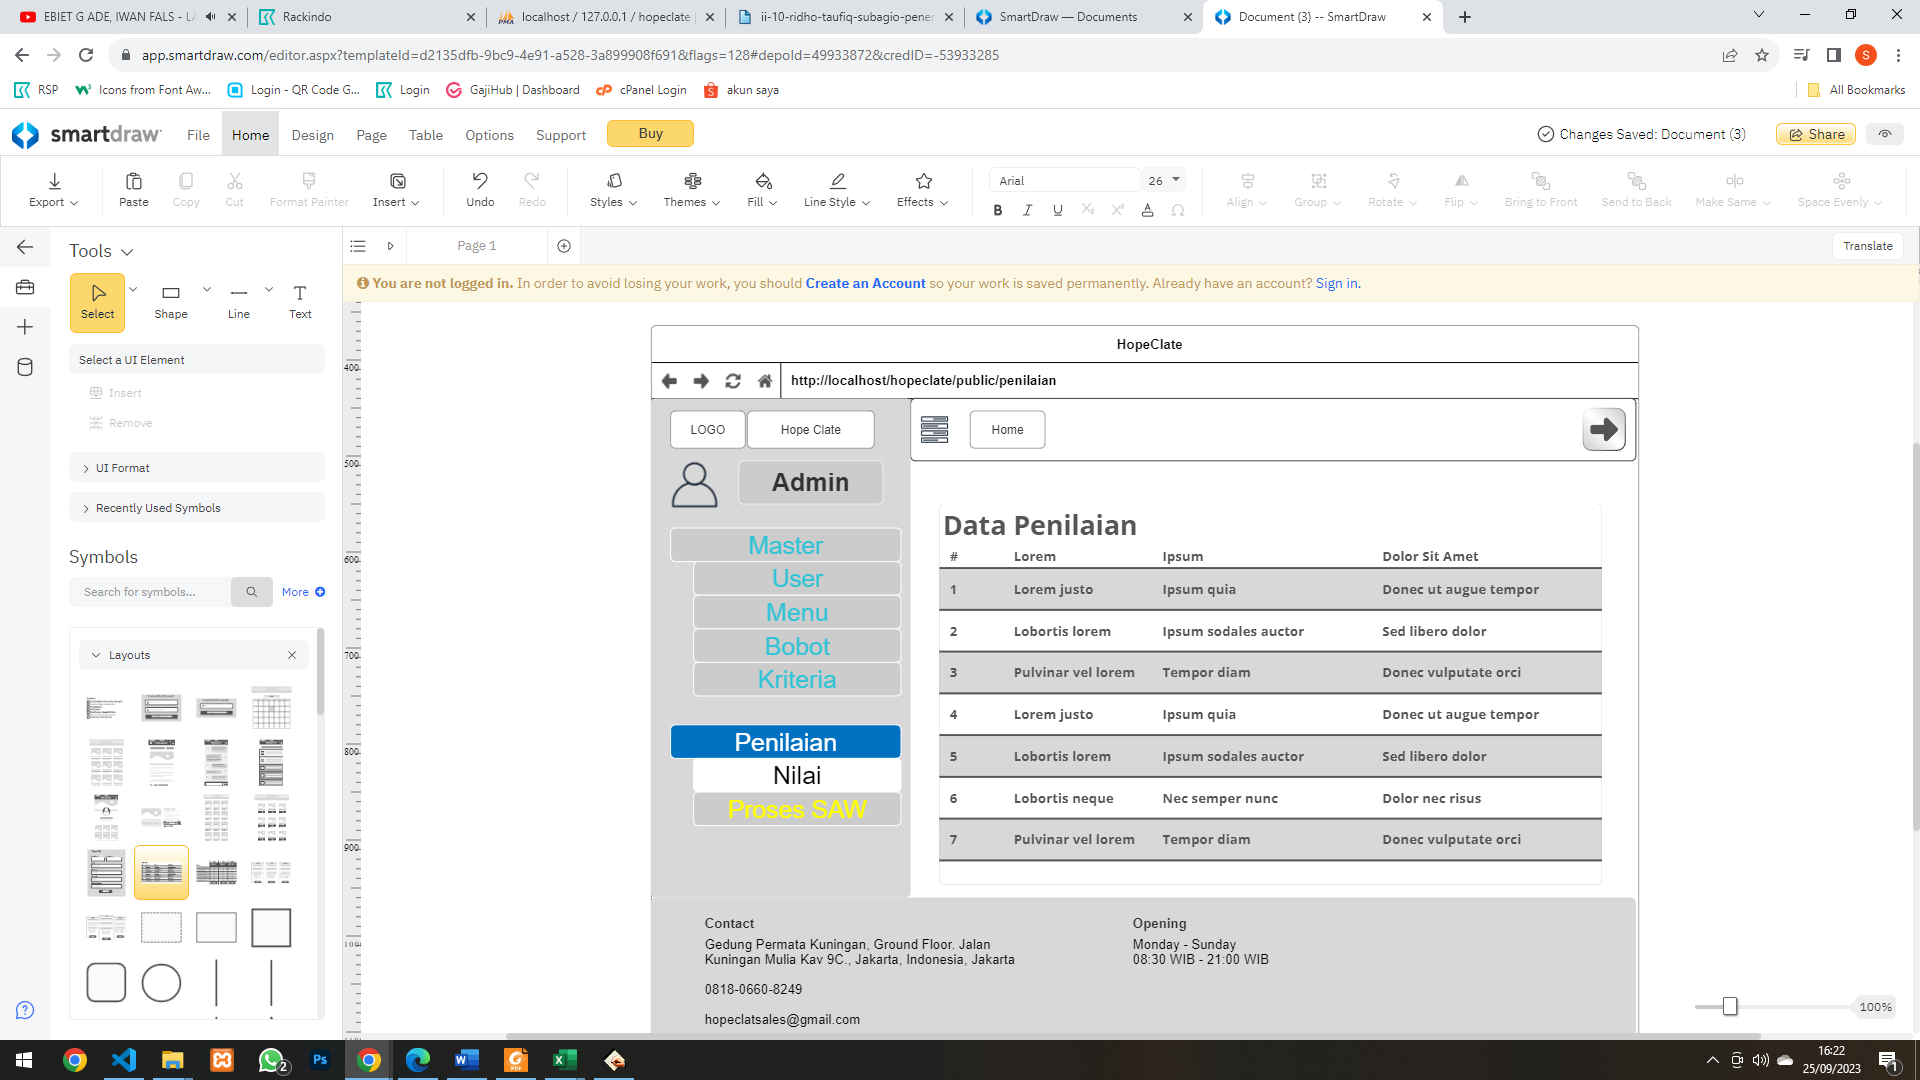 EBIET G ADE, IWAN FALS - LA
Rackindo
localhost / 127.0.0.1 / hopeclate
ii-10-ridho-taufiq-subagio-pener
SmartDraw — Documents
Document (3) -- SmartDraw
app.smartdraw.com/editor.aspx?templateId=d2135dfb-9bc9-4e91-a528-3a899908f691&flags=128#depoId=49933872&credID=-53933285
S
RSP
Icons from Font Aw...
Login - QR Code G...
Login
GajiHub | Dashboard
cPanel Login
akun saya
All Bookmarks
smartdraw
File
Home
Design
Page
Table
Options
Support
Buy
Changes Saved: Document (3)
Share
Export
Paste
Copy
Cut
Format Painter
Insert
Undo
Redo
Styles
Themes
Fill
Line Style
Effects
Arial
26
B I U X₂ X² A Ω
Align
Group
Rotate
Flip
Bring to Front
Send to Back
Make Same
Space Evenly
Tools
Page 1
Translate
You are not logged in. In order to avoid losing your work, you should Create an Account so your work is saved permanently. Already have an account? Sign in.
Select
Shape
Line
Text
Select a UI Element
Insert
Remove
UI Format
Recently Used Symbols
Symbols
Search for symbols...
More
Layouts
400
500
600
700
800
900
100
HopeClate
http://localhost/hopeclate/public/penilaian
LOGO
Hope Clate
Home
Admin
Master
User
Menu
Bobot
Kriteria
Penilaian
Nilai
Proses SAW
Data Penilaian
# Lorem Ipsum Dolor Sit Amet
1 Lorem justo Ipsum quia Donec ut augue tempor
2 Lobortis lorem Ipsum sodales auctor Sed libero dolor
3 Pulvinar vel lorem Tempor diam Donec vulputate orci
4 Lorem justo Ipsum quia Donec ut augue tempor
5 Lobortis lorem Ipsum sodales auctor Sed libero dolor
6 Lobortis neque Nec semper nunc Dolor nec risus
7 Pulvinar vel lorem Tempor diam Donec vulputate orci
Contact
Gedung Permata Kuningan, Ground Floor. Jalan
Kuningan Mulia Kav 9C., Jakarta, Indonesia, Jakarta
0818-0660-8249
hopeclatsales@gmail.com
Opening
Monday - Sunday
08:30 WIB - 21:00 WIB
100%
2
Ps
16:22
25/09/2023
1